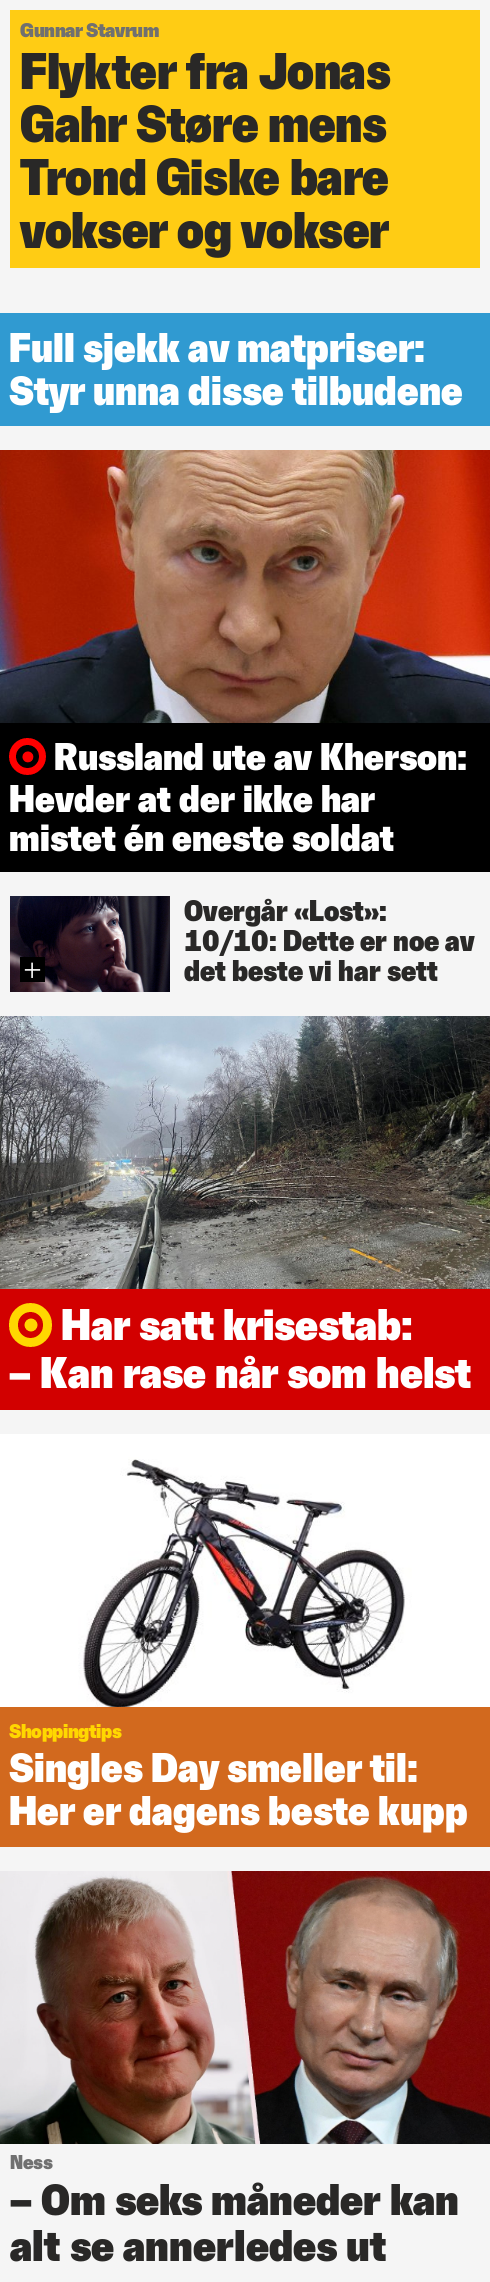 Gunnar Stavrum
Flykter fra Jonas
Gahr Støre mens
Trond Giske bare
vokser og vokser
Full sjekk av matpriser:
Styr unna disse tilbudene
Russland ute av Kherson:
Hevder at der ikke har
mistet én eneste soldat
Overgår «Lost»:
10/10: Dette er noe av
det beste vi har sett
Har satt krisestab:
– Kan rase når som helst
Shoppingtips
Singles Day smeller til:
Her er dagens beste kupp
Ness
– Om seks måneder kan
alt se annerledes ut